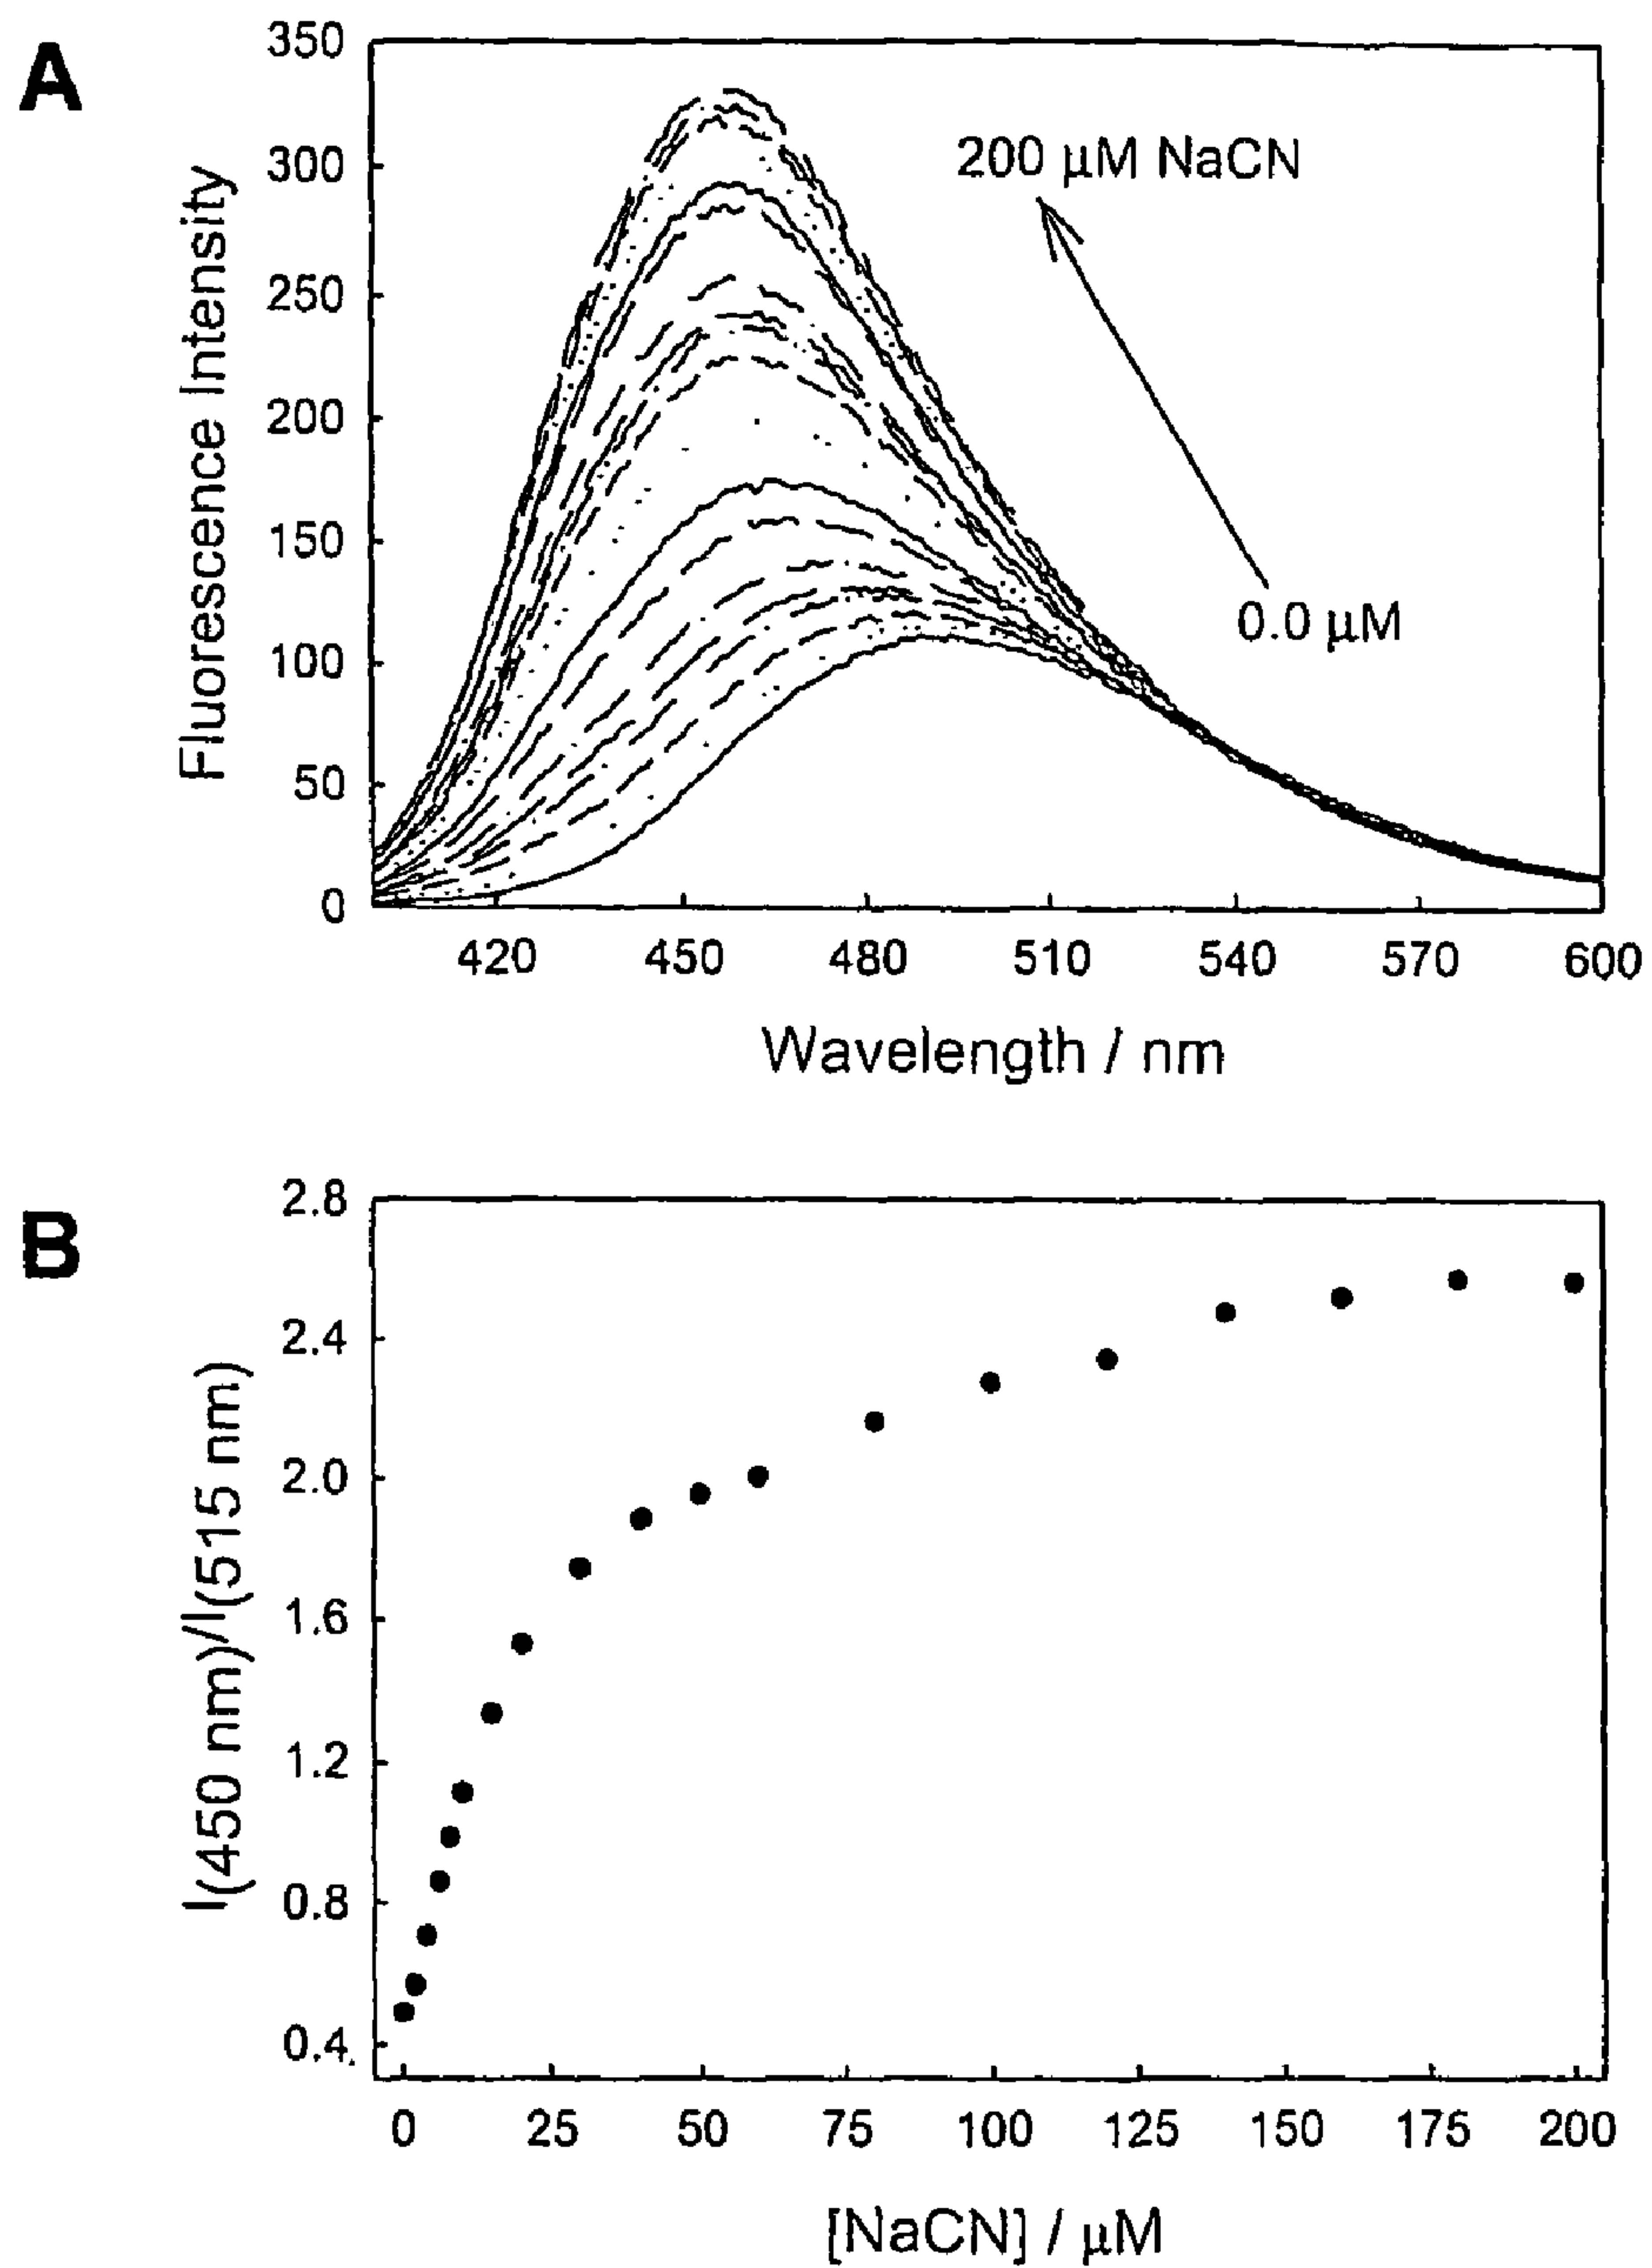 A
350
300
250
200
150
100
50
0
Fluorescence Intensity
200 μM NaCN
0.0 μM
420 450 480 510 540 570 600
Wavelength / nm
B
2.8
2.4
2.0
1.6
1.2
0.8
0.4
I(450 nm)/I(515 nm)
0 25 50 75 100 125 150 175 200
[NaCN] / μM